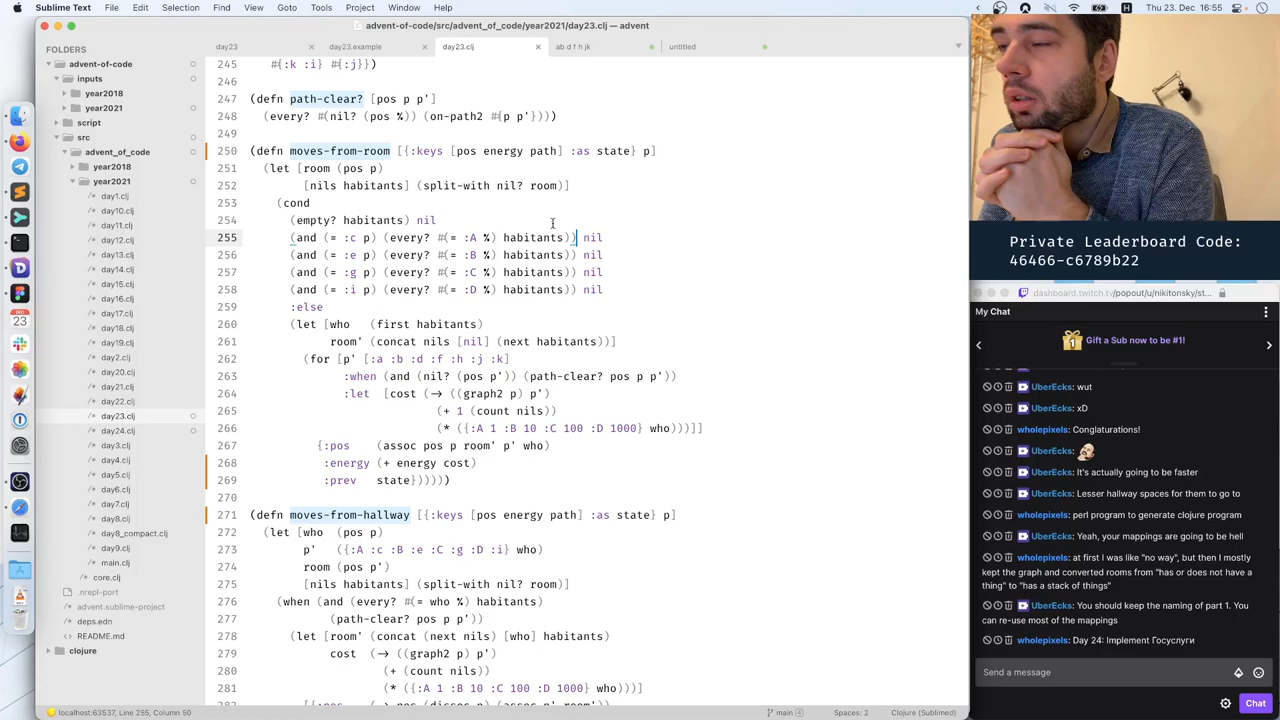 Sublime Text File Edit Selection Find View Goto Tools Project Window Help
Thu 23. Dec 16:55
advent-of-code/src/advent_of_code/year2021/day23.clj — advent
day23
day23.example
day23.clj
ab d f h jk
untitled
FOLDERS
advent-of-code
inputs
year2018
year2021
script
src
advent_of_code
year2018
year2021
day1.clj
day10.clj
day11.clj
day12.clj
day13.clj
day14.clj
day15.clj
day16.clj
day17.clj
day18.clj
day19.clj
day2.clj
day20.clj
day21.clj
day22.clj
day23.clj
day24.clj
day3.clj
day4.clj
day5.clj
day6.clj
day7.clj
day8.clj
day8_compact.clj
day9.clj
main.clj
core.clj
.nrepl-port
advent.sublime-project
deps.edn
README.md
clojure
245 #{:k :i} #{:j}})
246
247 (defn path-clear? [pos p p']
248 (every? #(nil? (pos %)) (on-path2 #{p p'})))
249
250 (defn moves-from-room [{:keys [pos energy path] :as state} p]
251 (let [room (pos p)
252 [nils habitants] (split-with nil? room)]
253 (cond
254 (empty? habitants) nil
255 (and (= :c p) (every? #(= :A %) habitants)) nil
256 (and (= :e p) (every? #(= :B %) habitants)) nil
257 (and (= :g p) (every? #(= :C %) habitants)) nil
258 (and (= :i p) (every? #(= :D %) habitants)) nil
259 :else
260 (let [who (first habitants)
261 room' (concat nils [nil] (next habitants))]
262 (for [p' [:a :b :d :f :h :j :k]
263 :when (and (nil? (pos p')) (path-clear? pos p p'))
264 :let [cost (-> ((graph2 p) p')
265 (+ 1 (count nils))
266 (* ({:A 1 :B 10 :C 100 :D 1000} who)))]]
267 {:pos (assoc pos p room' p' who)
268 :energy (+ energy cost)
269 :prev state})))))
270
271 (defn moves-from-hallway [{:keys [pos energy path] :as state} p]
272 (let [who (pos p)
273 p' ({:A :c :B :e :C :g :D :i} who)
274 room (pos p')
275 [nils habitants] (split-with nil? room)]
276 (when (and (every? #(= who %) habitants)
277 (path-clear? pos p p'))
278 (let [room' (concat (next nils) [who] habitants)
279 cost (-> ((graph2 p) p')
280 (+ (count nils))
281 (* ({:A 1 :B 10 :C 100 :D 1000} who)))]
localhost:63537, Line 255, Column 50
main 4
Spaces: 2
Clojure (Sublimed)
Private Leaderboard Code:
46466-c6789b22
dashboard.twitch.tv/popout/u/nikitonsky/st...
My Chat
Gift a Sub now to be #1!
UberEcks: wut
UberEcks: xD
wholepixels: Conglaturations!
UberEcks:
UberEcks: It's actually going to be faster
UberEcks: Lesser hallway spaces for them to go to
wholepixels: perl program to generate clojure program
UberEcks: Yeah, your mappings are going to be hell
wholepixels: at first I was like "no way", but then I mostly
kept the graph and converted rooms from "has or does not have a
thing" to "has a stack of things"
UberEcks: You should keep the naming of part 1. You
can re-use most of the mappings
wholepixels: Day 24: Implement Госуслуги
Send a message
Chat